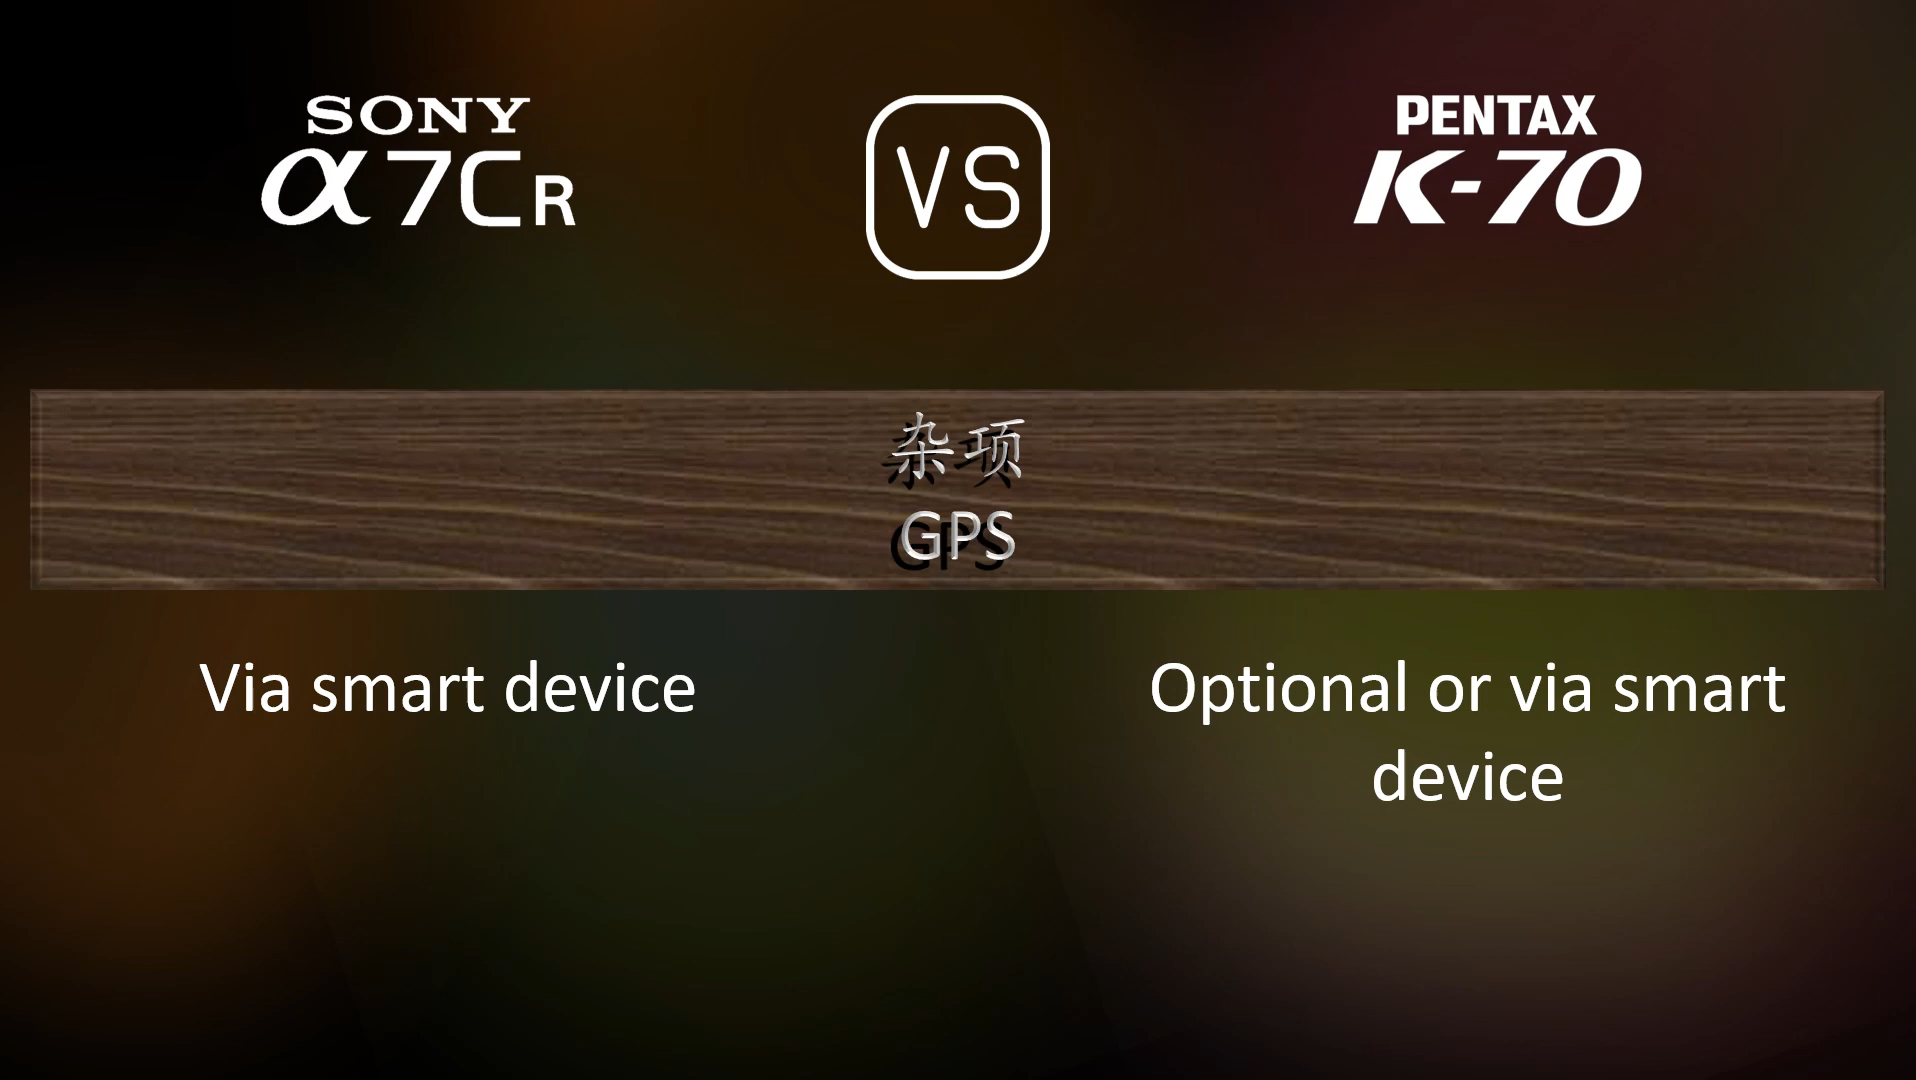 SONY
α7CR
VS
PENTAX
K-70
杂项
GPS
Via smart device
Optional or via smart
device